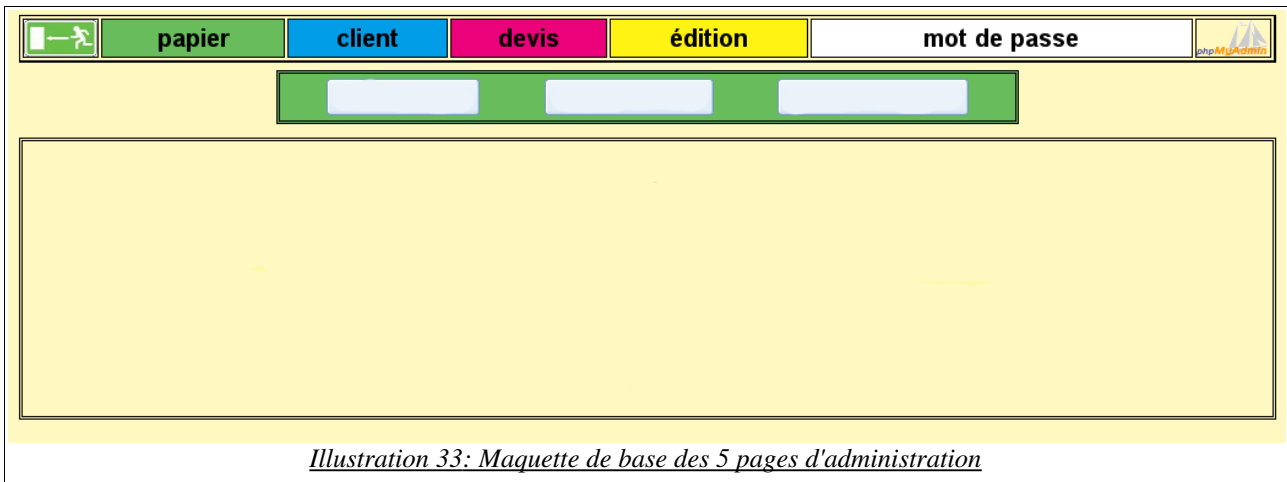 papier client devis édition mot de passe phpMyAdmin
Illustration 33: Maquette de base des 5 pages d'administration